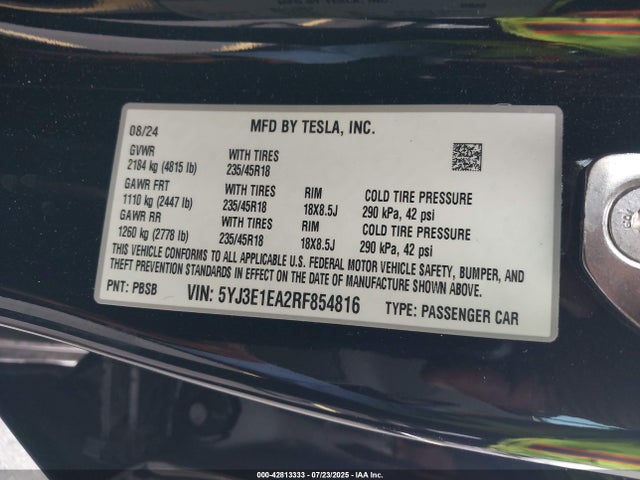 08/24 MFD BY TESLA, INC.
GVWR WITH TIRES
2184 kg (4815 lb) 235/45R18
GAWR FRT WITH TIRES RIM COLD TIRE PRESSURE
1110 kg (2447 lb) 235/45R18 18X8.5J 290 kPa, 42 psi
GAWR RR WITH TIRES RIM COLD TIRE PRESSURE
1260 kg (2778 lb) 235/45R18 18X8.5J 290 kPa, 42 psi
THIS VEHICLE CONFORMS TO ALL APPLICABLE U.S. FEDERAL MOTOR VEHICLE SAFETY, BUMPER, AND
THEFT PREVENTION STANDARDS IN EFFECT ON THE DATE OF MANUFACTURE SHOWN ABOVE.
PNT: PBSB VIN: 5YJ3E1EA2RF854816 TYPE: PASSENGER CAR
000-42813333 - 07/23/2025 - IAA Inc.